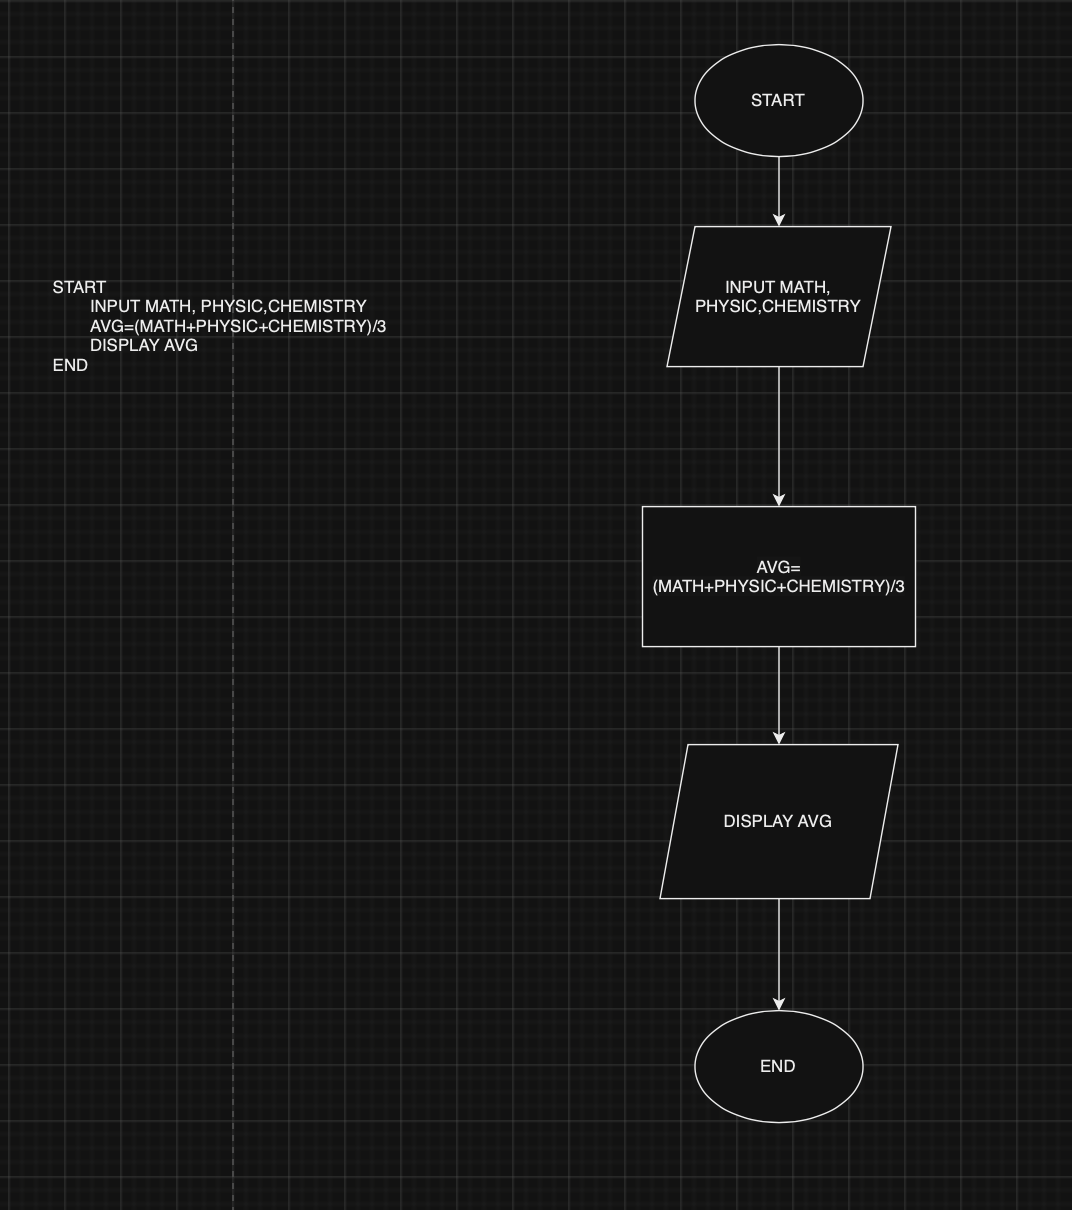 START
INPUT MATH, PHYSIC,CHEMISTRY
AVG=(MATH+PHYSIC+CHEMISTRY)/3
DISPLAY AVG
END
START
INPUT MATH,
PHYSIC,CHEMISTRY
AVG=
(MATH+PHYSIC+CHEMISTRY)/3
DISPLAY AVG
END